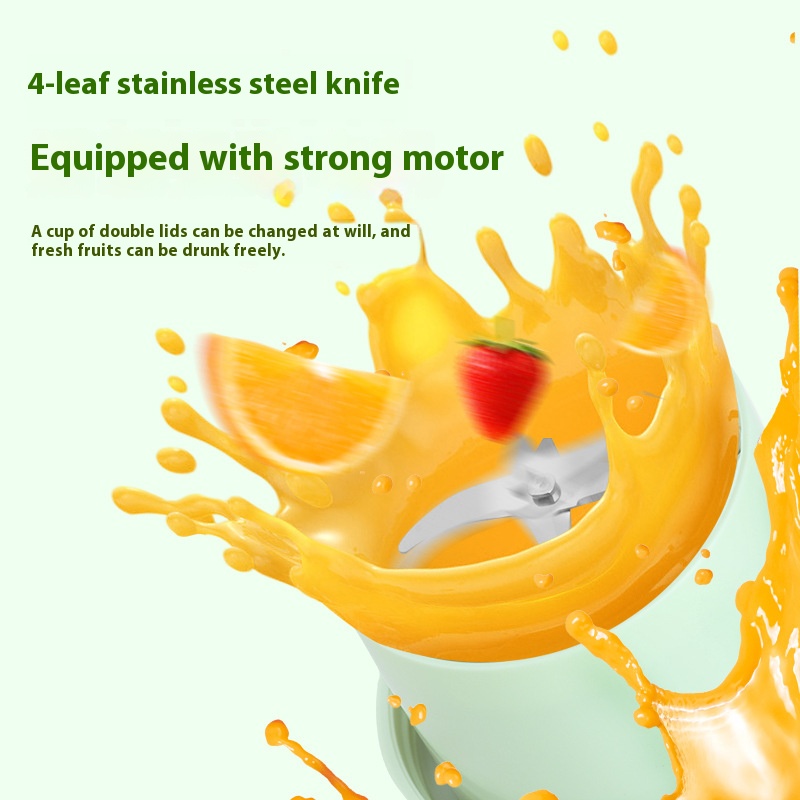 4-leaf stainless steel knife
Equipped with strong motor
A cup of double lids can be changed at will, and
fresh fruits can be drunk freely.